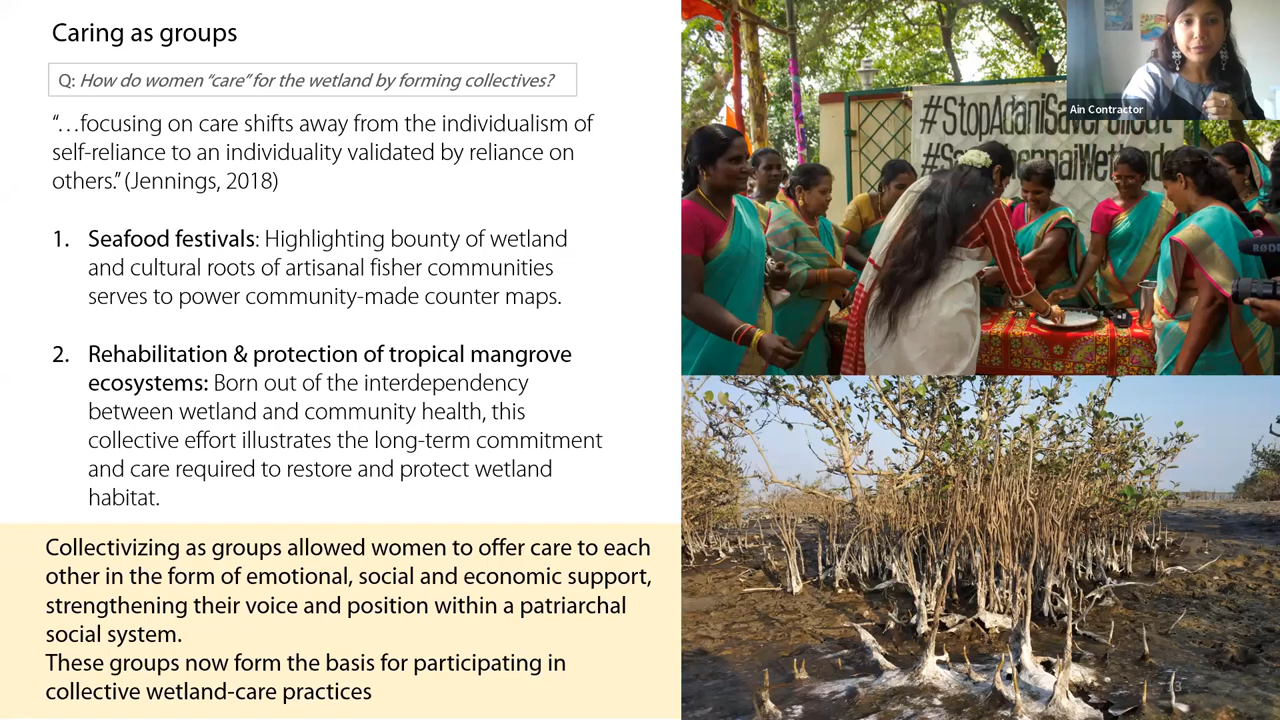 Caring as groups
Q: How do women “care” for the wetland by forming collectives?
“…focusing on care shifts away from the individualism of
self-reliance to an individuality validated by reliance on
others.” (Jennings, 2018)
1. Seafood festivals: Highlighting bounty of wetland
and cultural roots of artisanal fisher communities
serves to power community-made counter maps.
2. Rehabilitation & protection of tropical mangrove
ecosystems: Born out of the interdependency
between wetland and community health, this
collective effort illustrates the long-term commitment
and care required to restore and protect wetland
habitat.
Collectivizing as groups allowed women to offer care to each
other in the form of emotional, social and economic support,
strengthening their voice and position within a patriarchal
social system.
These groups now form the basis for participating in
collective wetland-care practices
Ain Contractor
RØDE